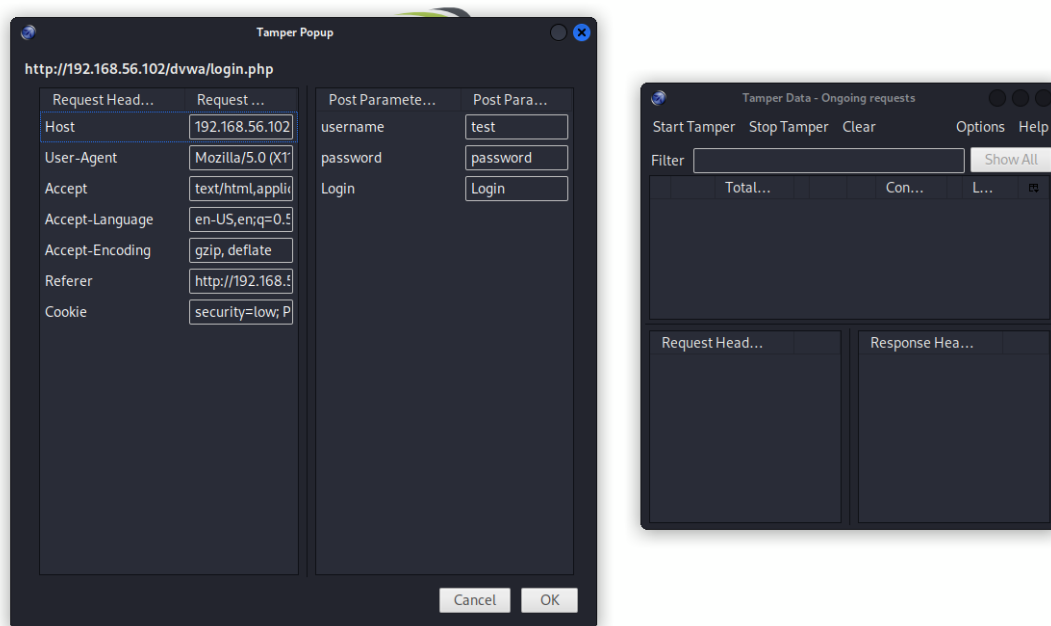 Tamper Popup
http://192.168.56.102/dvwa/login.php
Request Head... Request ... Post Paramete... Post Para...
Host 192.168.56.102 username test
User-Agent Mozilla/5.0 (X1 password password
Accept text/html,applic Login Login
Accept-Language en-US,en;q=0.5
Accept-Encoding gzip, deflate
Referer http://192.168.5
Cookie security=low; P
Cancel OK
Tamper Data - Ongoing requests
Start Tamper Stop Tamper Clear Options Help
Filter Show All
Total... Con... L...
Request Head... Response Hea...